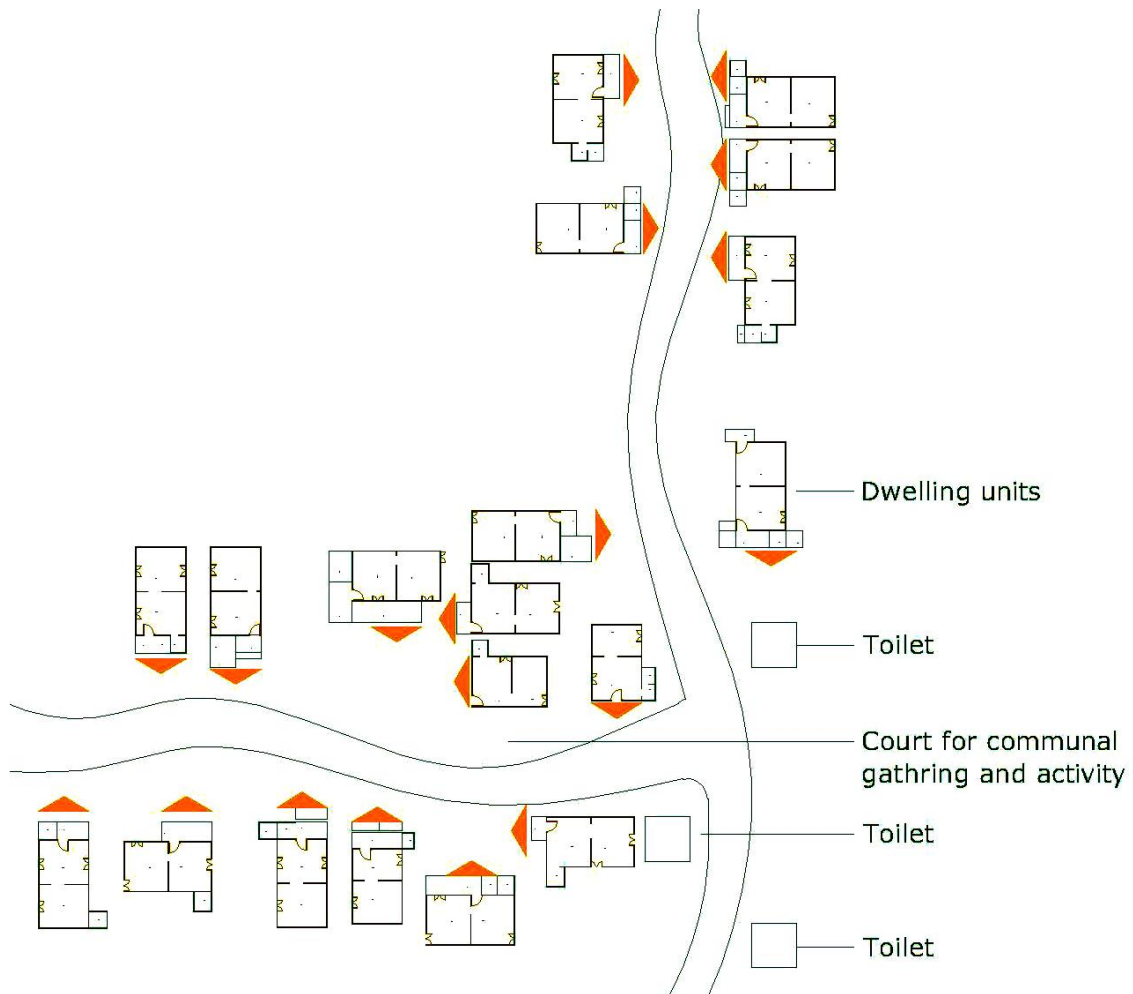 Dwelling units
Toilet
Court for communal
gathring and activity
Toilet
Toilet